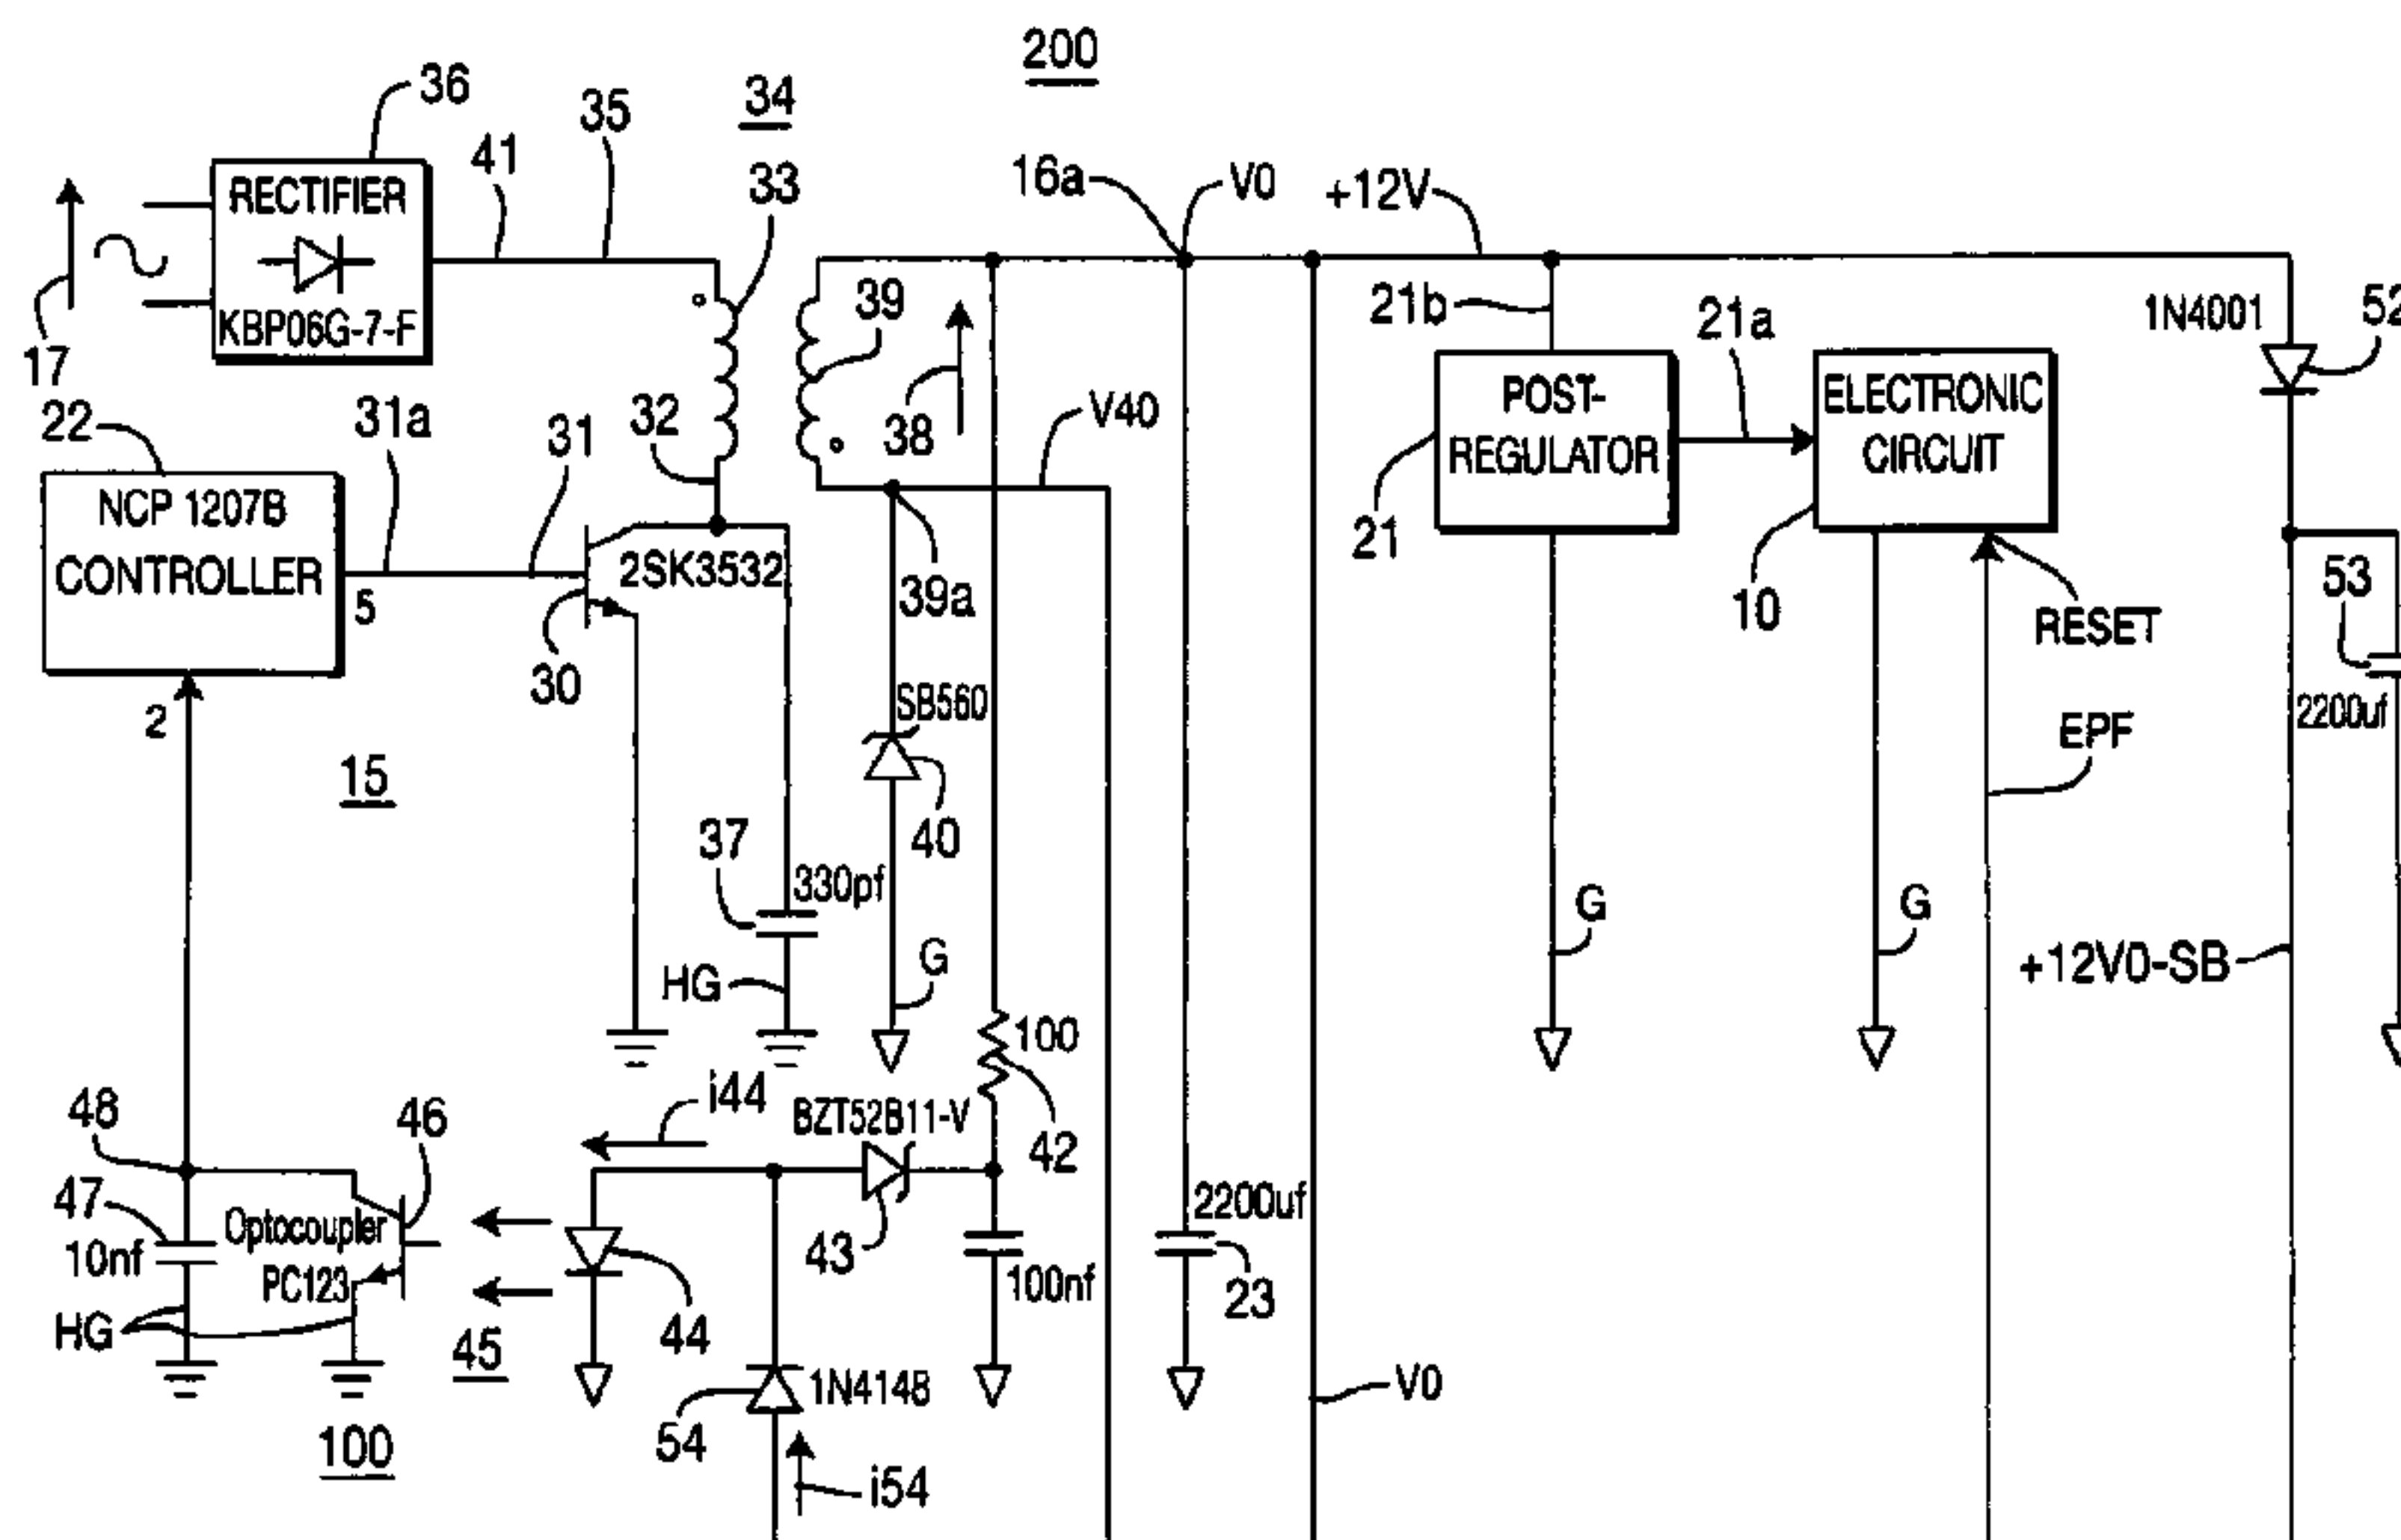 200
36
34
35
41
33
16a
V0
+12V
RECTIFIER
KBP06G-7-F
17
21b
21a
1N4001
52
39
38
V40
22
31a
31
32
POST-
REGULATOR
ELECTRONIC
CIRCUIT
NCP 1207B
CONTROLLER
5
2SK3532
39a
21
10
53
RESET
30
SB560
2
EPF
2200uf
15
40
37
330pf
G
G
G
HG
+12V0-SB
100
i44
BZT52B11-V
42
48
46
47
10nf
Optocoupler
PC123
43
2200uf
100nf
23
HG
45
44
1N4148
54
V0
100
i54